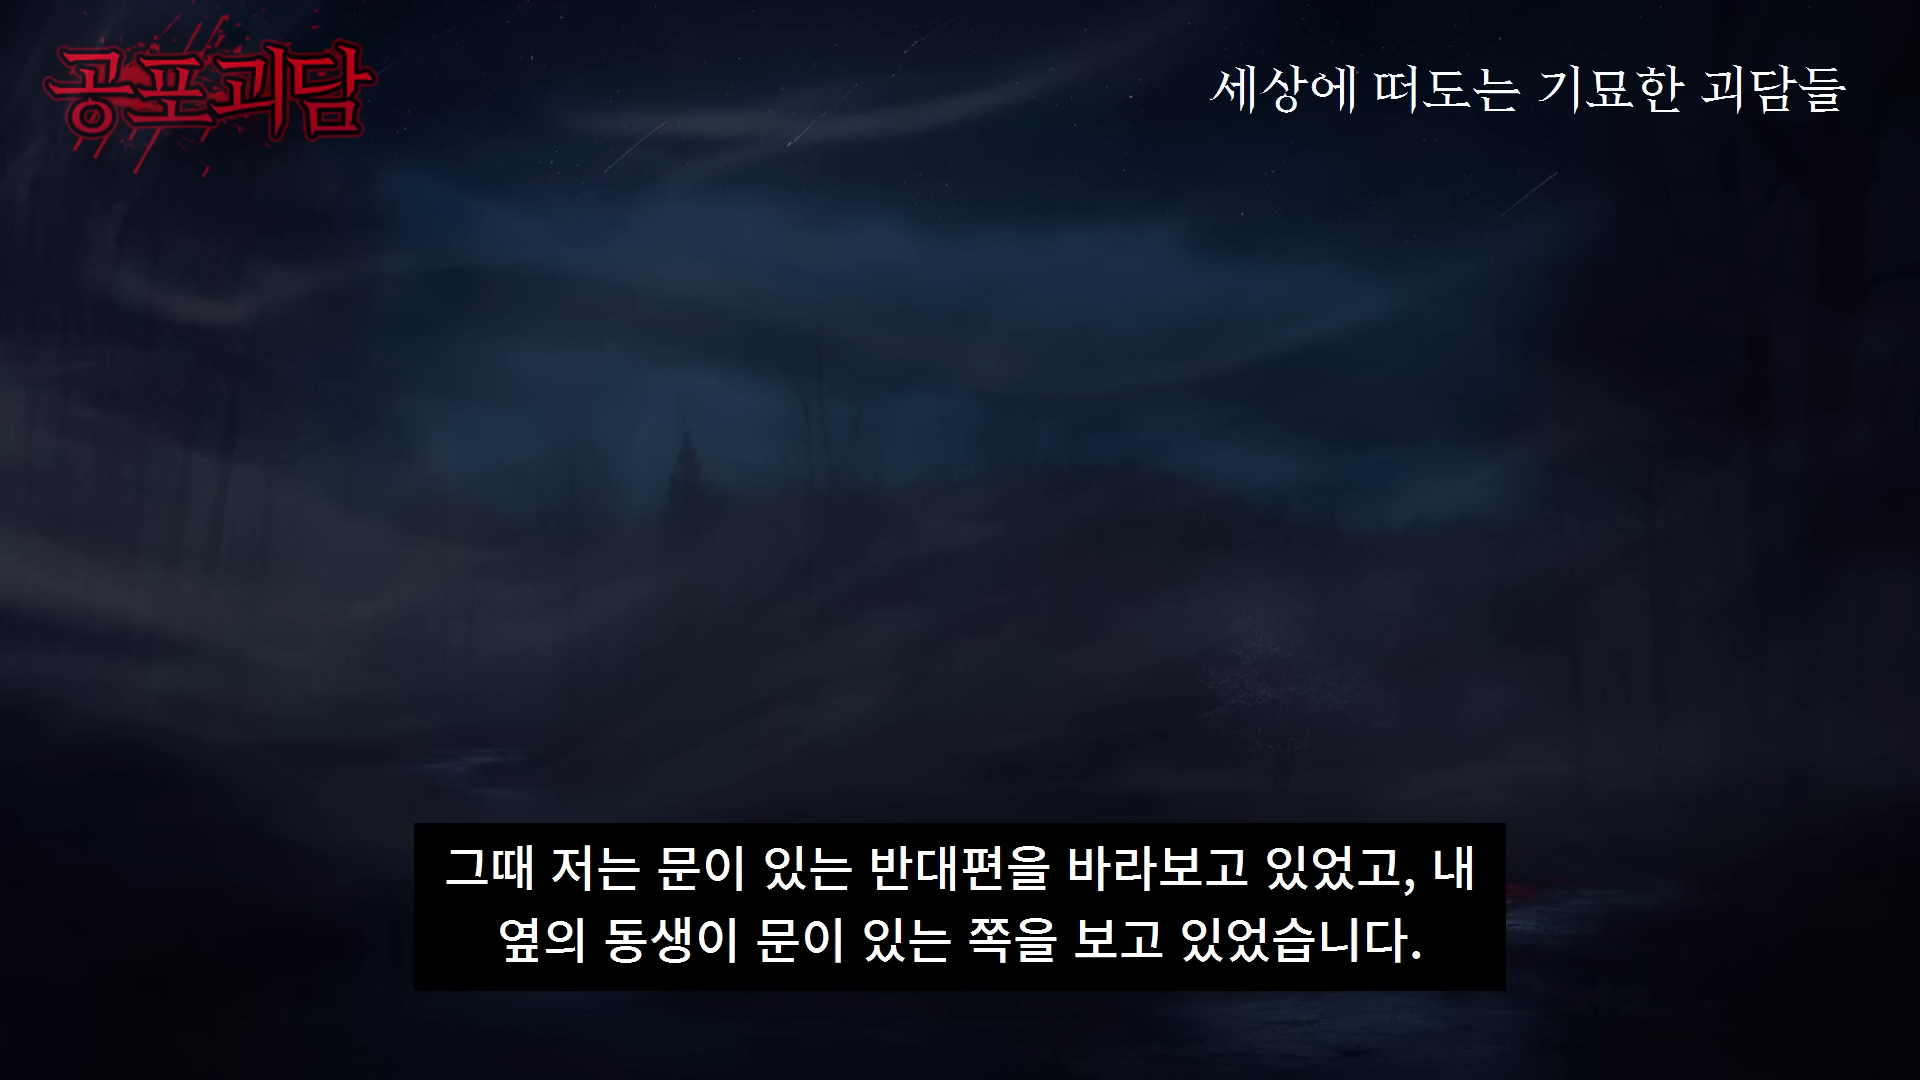 공포괴담
세상에 떠도는 기묘한 괴담들
그때 저는 문이 있는 반대편을 바라보고 있었고, 내
옆의 동생이 문이 있는 쪽을 보고 있었습니다.